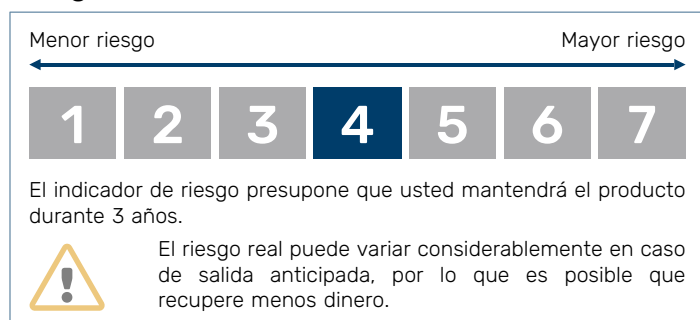 Menor riesgo Mayor riesgo
1 2 3 4 5 6 7
El indicador de riesgo presupone que usted mantendrá el producto
durante 3 años.
El riesgo real puede variar considerablemente en caso
de salida anticipada, por lo que es posible que
recupere menos dinero.